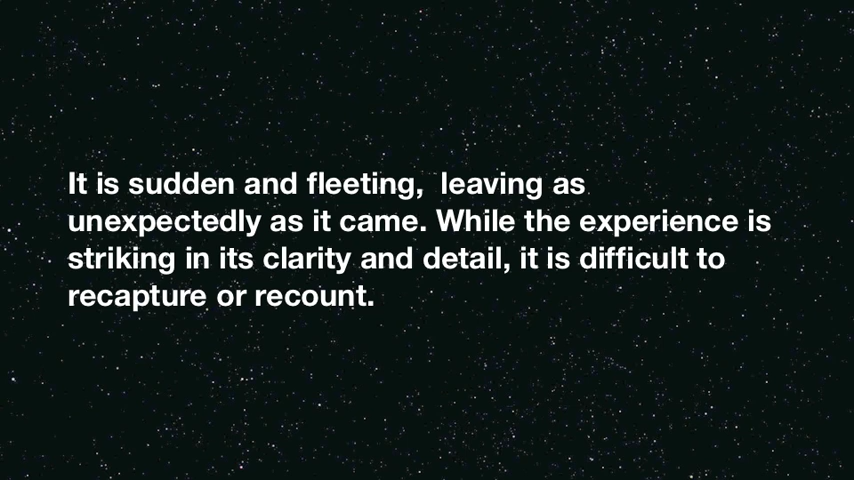 It is sudden and fleeting,  leaving as
unexpectedly as it came. While the experience is
striking in its clarity and detail, it is difficult to
recapture or recount.